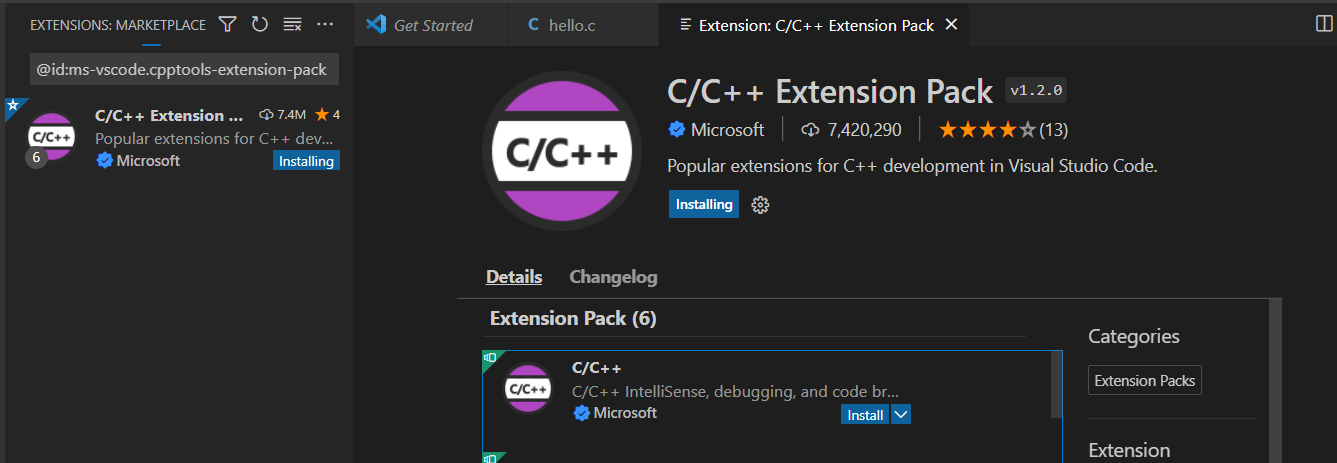 EXTENSIONS: MARKETPLACE
@id:ms-vscode.cpptools-extension-pack
C/C++
6
C/C++ Extension ... 7.4M 4
Popular extensions for C++ dev...
Microsoft Installing
Get Started
C hello.c
Extension: C/C++ Extension Pack
C/C++
C/C++ Extension Pack v1.2.0
Microsoft 7,420,290 (13)
Popular extensions for C++ development in Visual Studio Code.
Installing
Details Changelog
Extension Pack (6)
C/C++
C/C++
C/C++ IntelliSense, debugging, and code br...
Microsoft Install
Categories
Extension Packs
Extension